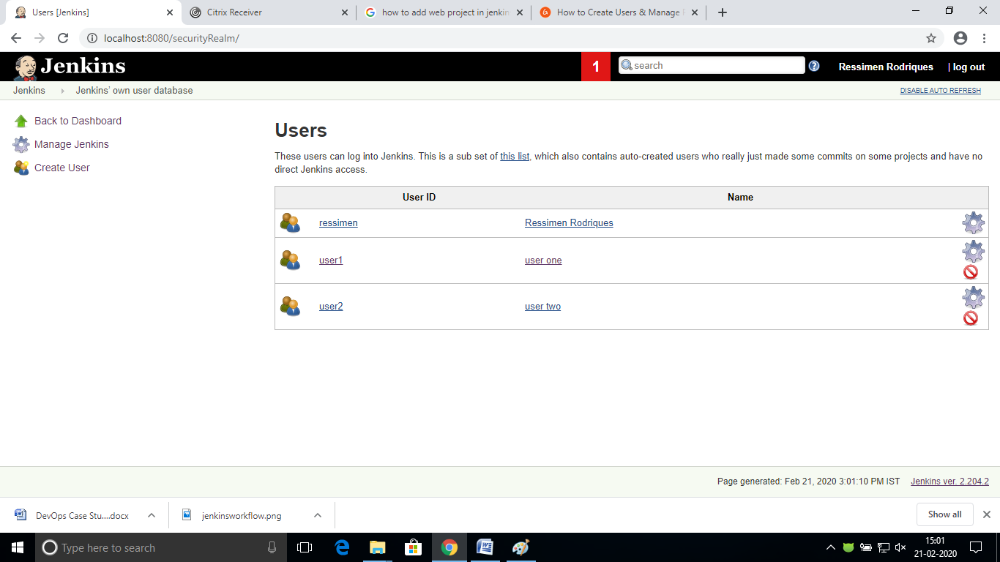 Users [Jenkins]
Citrix Receiver
how to add web project in jenkin
How to Create Users & Manage
localhost:8080/securityRealm/
Jenkins
1
search
Ressimen Rodriques
| log out
Jenkins
Jenkins' own user database
DISABLE AUTO REFRESH
Back to Dashboard
Manage Jenkins
Create User
Users
These users can log into Jenkins. This is a sub set of this list, which also contains auto-created users who really just made some commits on some projects and have no
direct Jenkins access.
User ID Name
ressimen Ressimen Rodriques
user1 user one
user2 user two
Page generated: Feb 21, 2020 3:01:10 PM IST Jenkins ver. 2.204.2
DevOps Case Stu....docx
jenkinsworkflow.png
Show all
Type here to search
15:01
21-02-2020